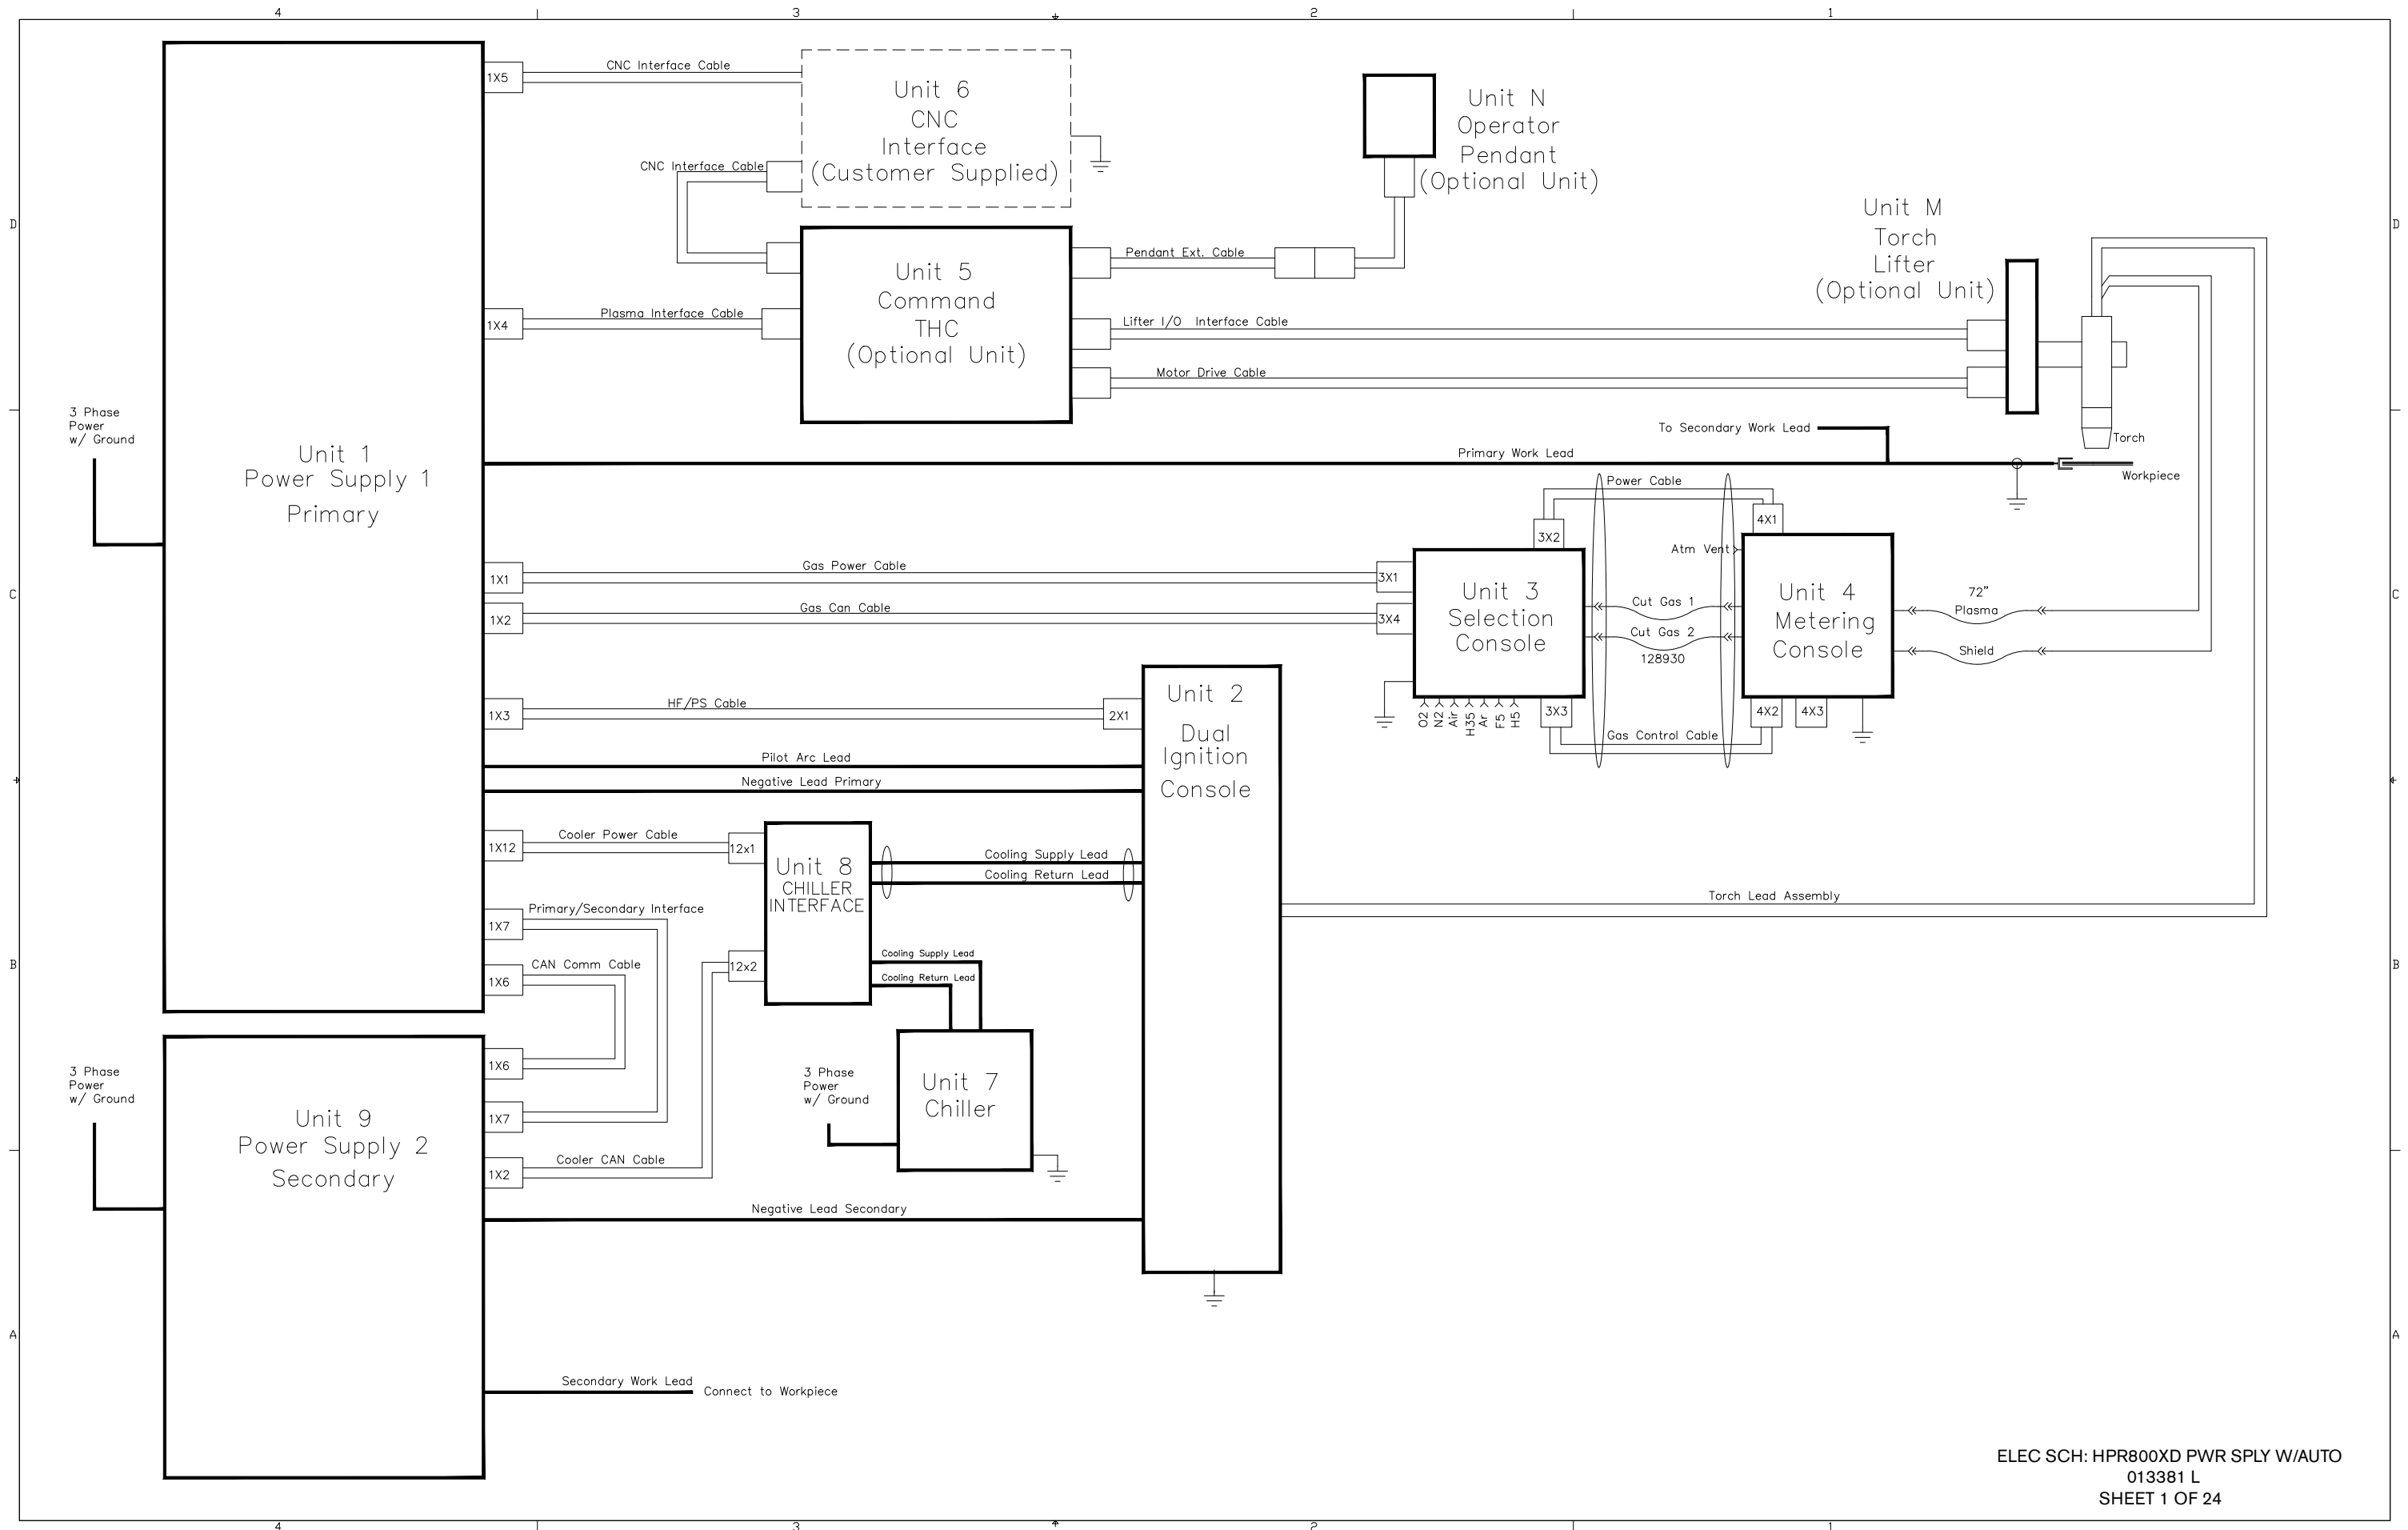 4
3
2
1
1X5
CNC Interface Cable
Unit 6
CNC
Interface
(Customer Supplied)
CNC Interface Cable
Unit N
Operator
Pendant
(Optional Unit)
D
D
Unit M
Torch
Lifter
(Optional Unit)
Pendant Ext. Cable
Unit 5
Command
THC
(Optional Unit)
1X4
Plasma Interface Cable
Lifter I/O Interface Cable
Motor Drive Cable
3 Phase
Power
w/ Ground
Unit 1
Power Supply 1
Primary
To Secondary Work Lead
Torch
Primary Work Lead
Workpiece
Power Cable
3X2
4X1
Atm Vent
1X1
Gas Power Cable
3X1
1X2
Gas Can Cable
3X4
Unit 3
Selection
Console
Cut Gas 1
Cut Gas 2
128930
Unit 4
Metering
Console
72"
Plasma
Shield
C
C
O2
N2
Air
H35
Ar
F5
H5
3X3
4X2
4X3
Gas Control Cable
1X3
HF/PS Cable
2X1
Unit 2
Dual
Ignition
Console
Pilot Arc Lead
Negative Lead Primary
1X12
Cooler Power Cable
12x1
Unit 8
CHILLER
INTERFACE
Cooling Supply Lead
Cooling Return Lead
Torch Lead Assembly
1X7
Primary/Secondary Interface
1X6
CAN Comm Cable
12x2
Cooling Supply Lead
Cooling Return Lead
B
B
1X6
3 Phase
Power
w/ Ground
3 Phase
Power
w/ Ground
Unit 7
Chiller
1X7
Unit 9
Power Supply 2
Secondary
1X2
Cooler CAN Cable
Negative Lead Secondary
A
A
Secondary Work Lead
Connect to Workpiece
ELEC SCH: HPR800XD PWR SPLY W/AUTO
013381 L
SHEET 1 OF 24
4
3
2
1